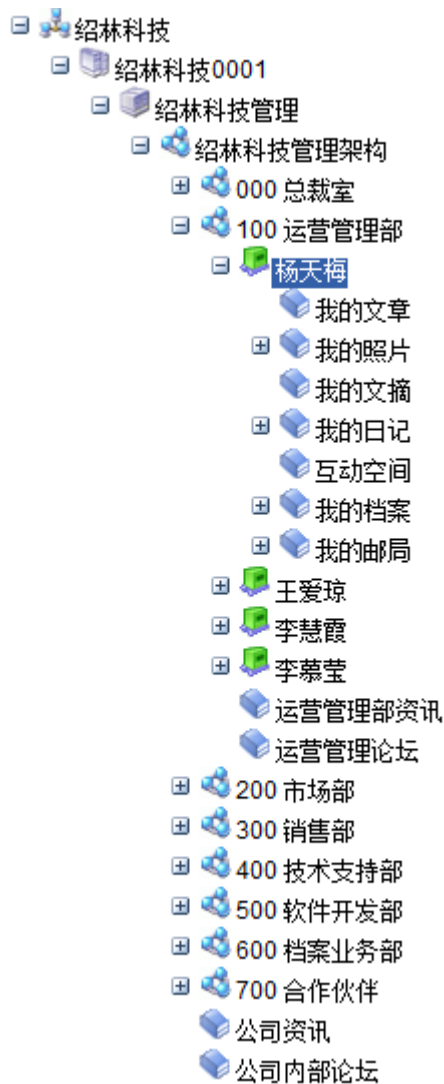 绍林科技
绍林科技0001
绍林科技管理
绍林科技管理架构
000 总裁室
100 运营管理部
杨天梅
我的文章
我的照片
我的文摘
我的日记
互动空间
我的档案
我的邮局
王爱琼
李慧霞
李慕莹
运营管理部资讯
运营管理论坛
200 市场部
300 销售部
400 技术支持部
500 软件开发部
600 档案业务部
700 合作伙伴
公司资讯
公司内部论坛